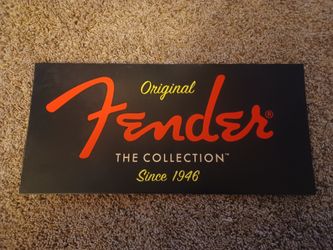 Original
Fender®
THE COLLECTION™
Since 1946